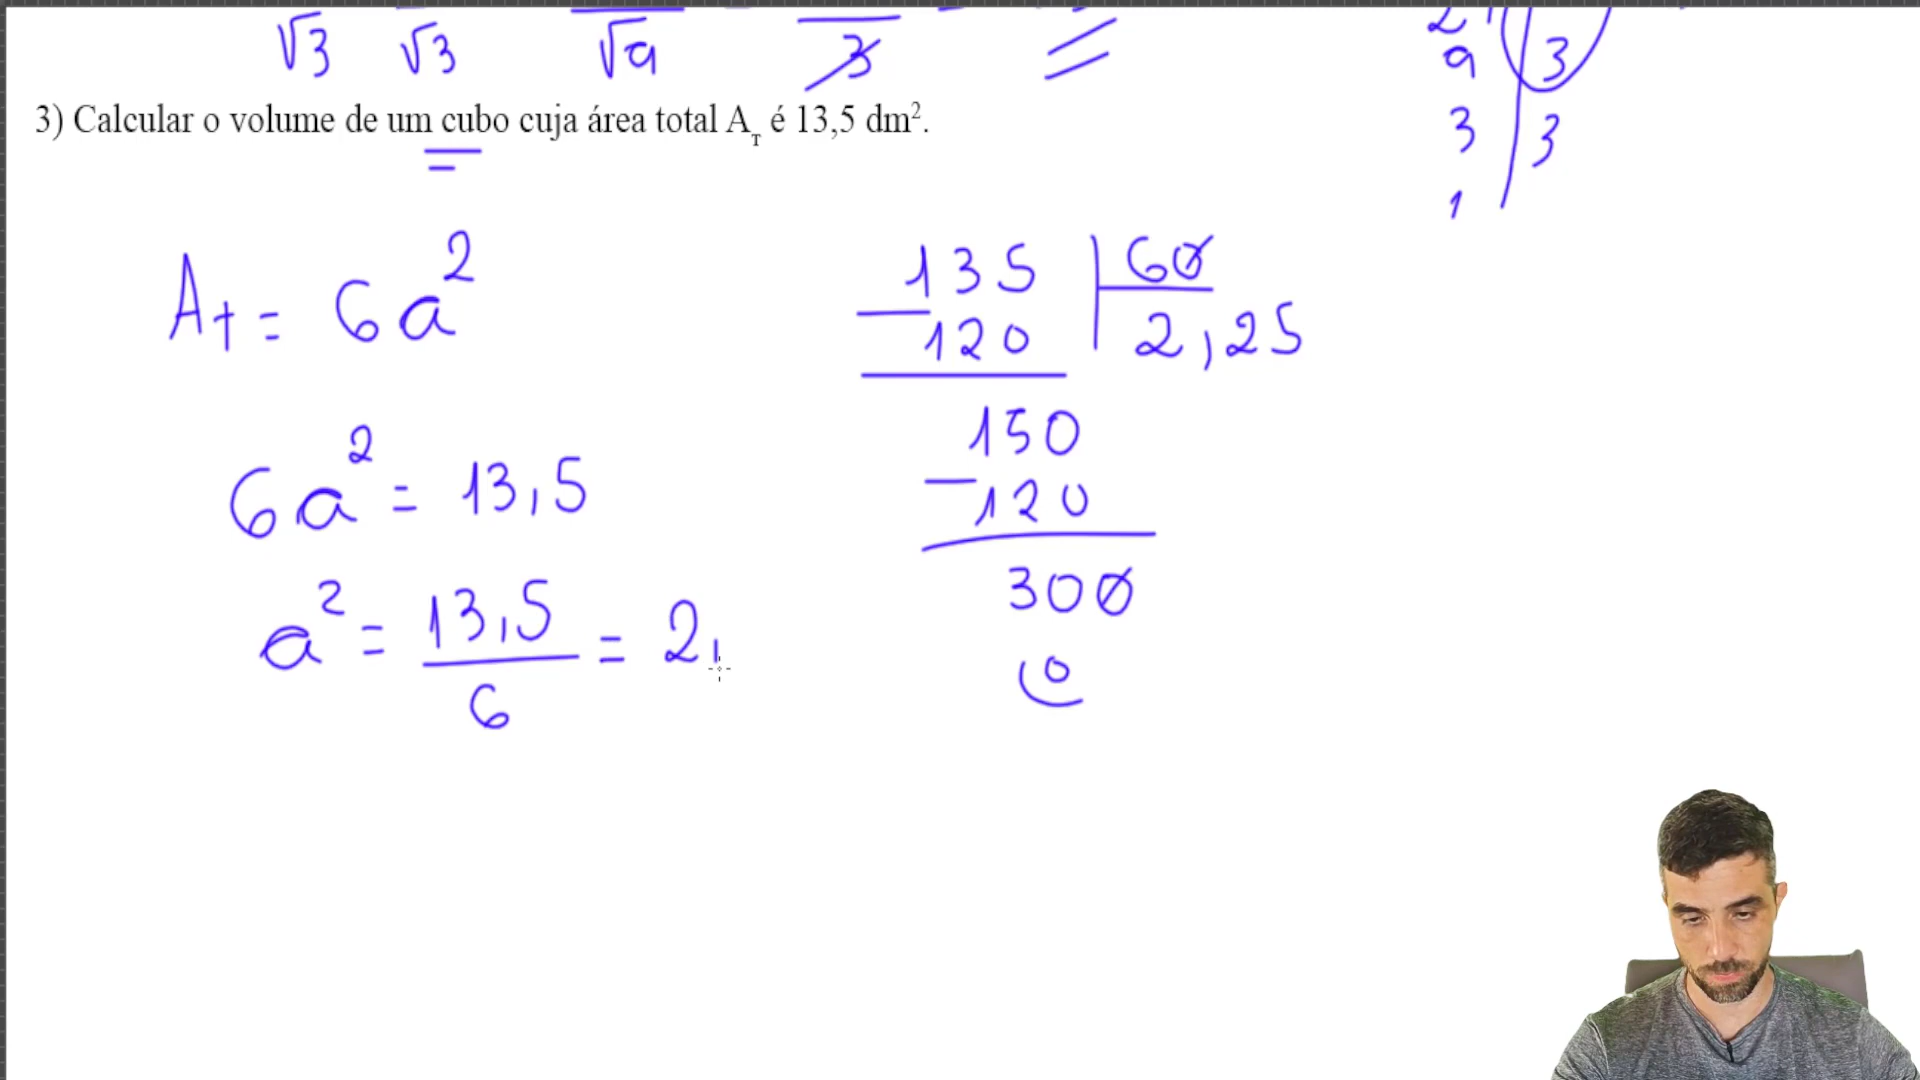 √3 √3 √9 3
2
9 3
3 3
1
3) Calcular o volume de um cubo cuja área total A_T é 13,5 dm².
A_t = 6a²
6a² = 13,5
a² = 13,5/6 = 2,
135 | 60
- 120 2,25
150
- 120
300
0